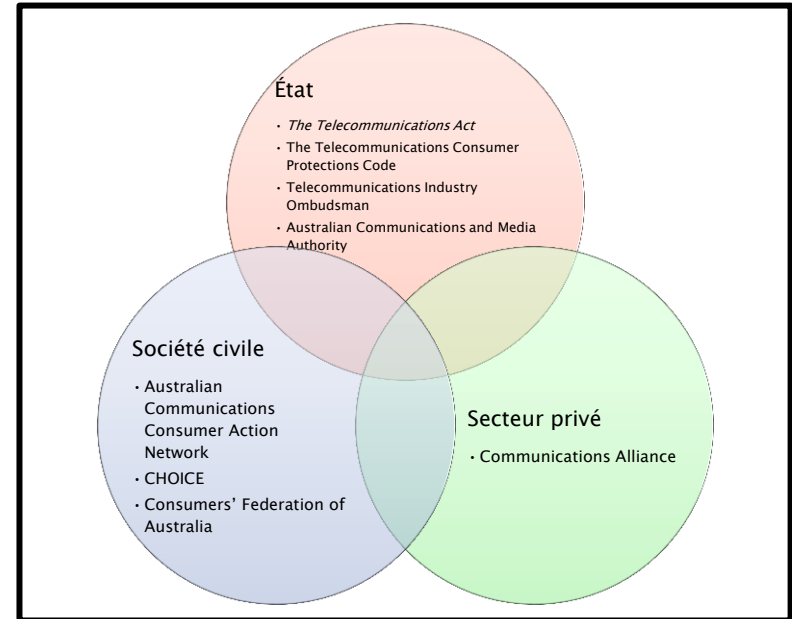 État
• The Telecommunications Act
• The Telecommunications Consumer
Protections Code
• Telecommunications Industry
Ombudsman
• Australian Communications and Media
Authority
Société civile
• Australian
Communications
Consumer Action
Network
• CHOICE
• Consumers’ Federation of
Australia
Secteur privé
• Communications Alliance